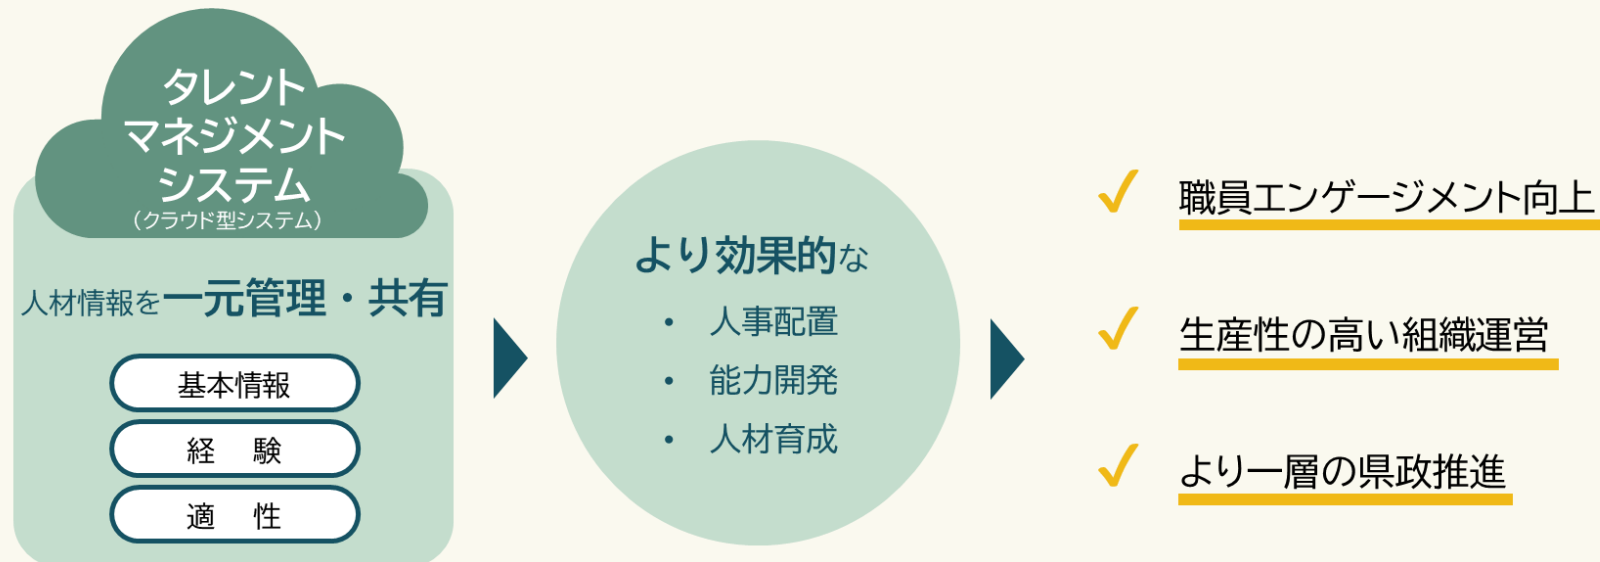 タレント
マネジメント
システム
（クラウド型システム）
人材情報を一元管理・共有
基本情報
経　験
適　性
より効果的な
・ 人事配置
・ 能力開発
・ 人材育成
✓ 職員エンゲージメント向上
✓ 生産性の高い組織運営
✓ より一層の県政推進